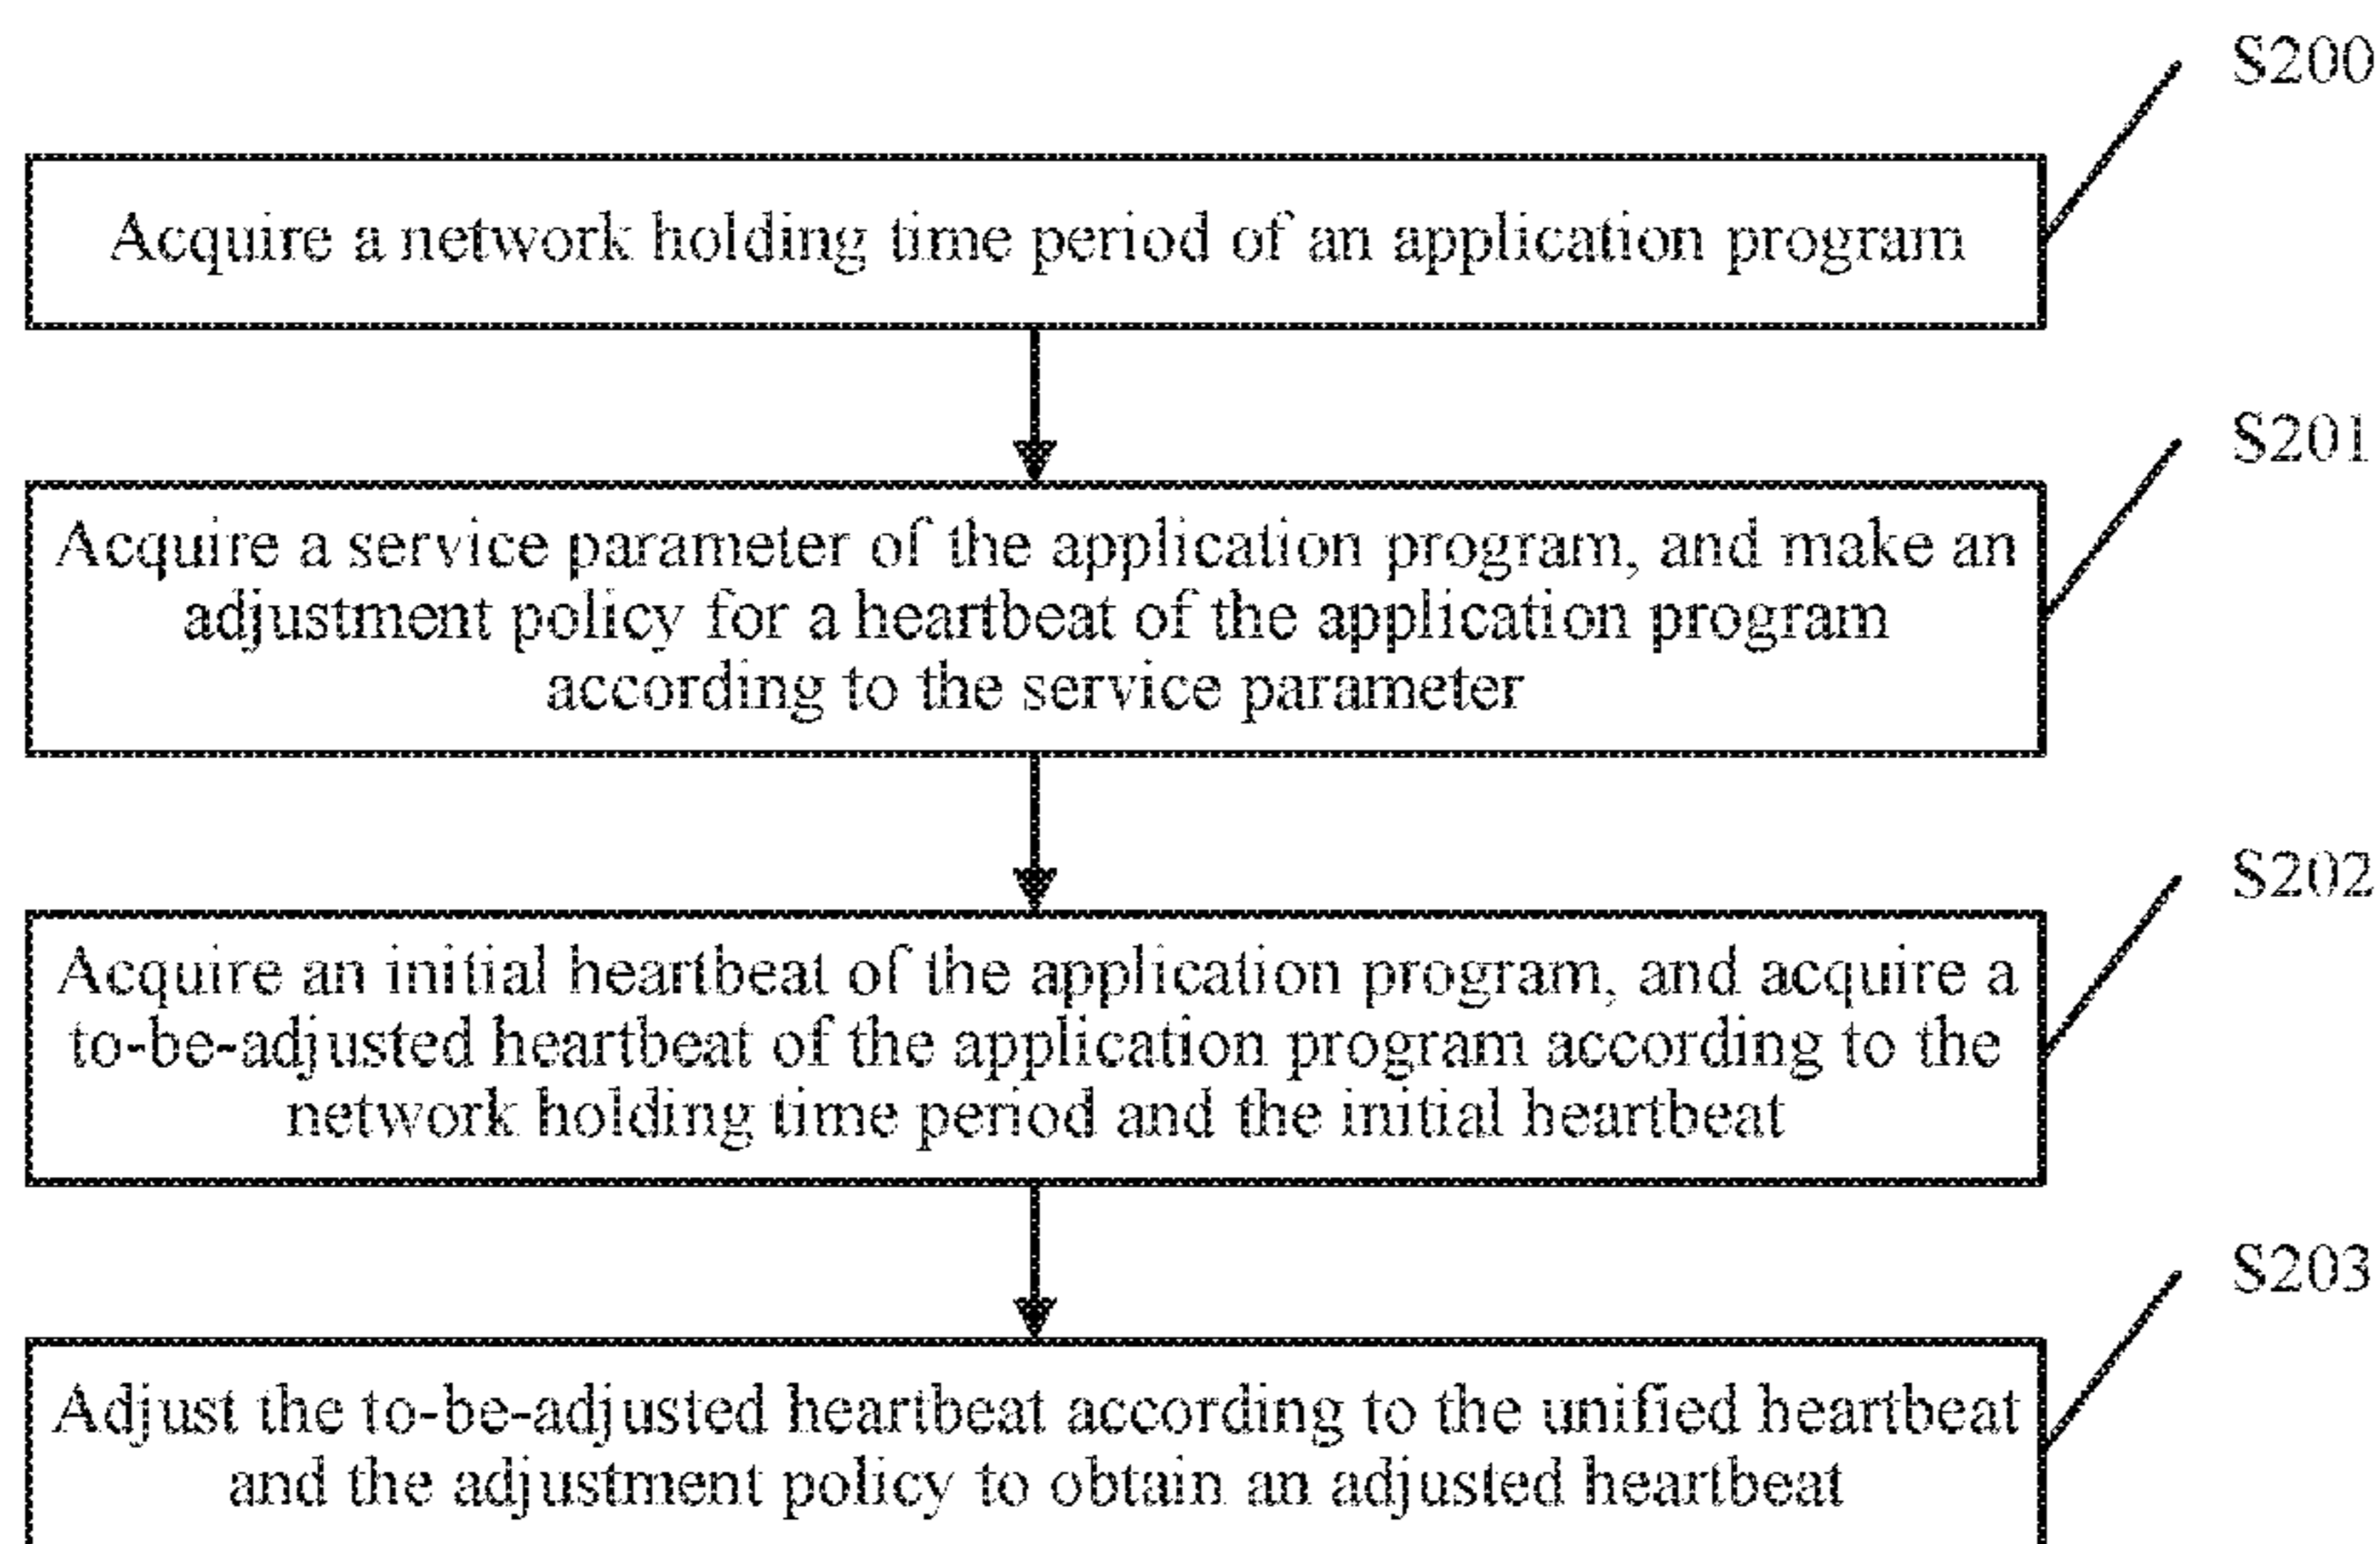 S200
Acquire a network holding time period of an application program
S201
Acquire a service parameter of the application program, and make an
adjustment policy for a heartbeat of the application program
according to the service parameter
S202
Acquire an initial heartbeat of the application program, and acquire a
to-be-adjusted heartbeat of the application program according to the
network holding time period and the initial heartbeat
S203
Adjust the to-be-adjusted heartbeat according to the unified heartbeat
and the adjustment policy to obtain an adjusted heartbeat